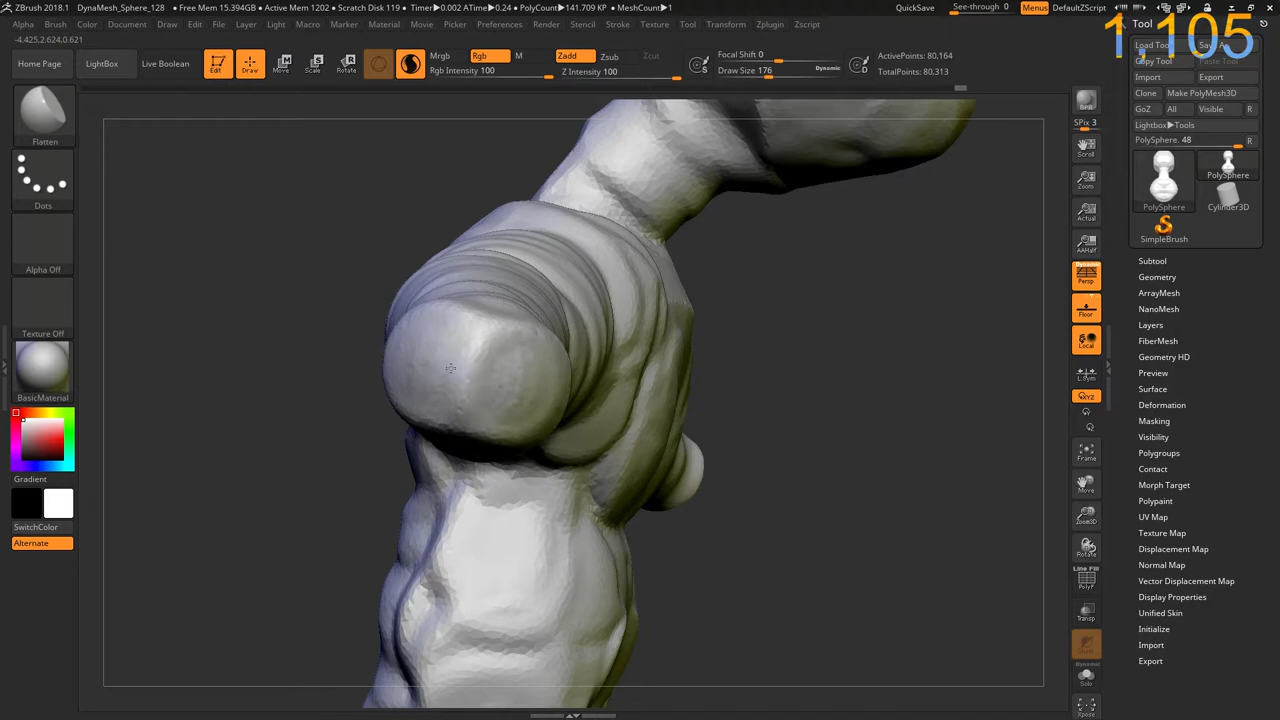 ZBrush 2018.1 DynaMesh_Sphere_128 • Free Mem 15.394GB • Active Mem 1202 • Scratch Disk 119 • Timer▶0.002 ATime▶0.24 • PolyCount▶141.709 KP • MeshCount▶1 QuickSave See-through 0 Menus DefaultZScript
Alpha Brush Color Document Draw Edit File Layer Light Macro Marker Material Movie Picker Preferences Render Stencil Stroke Texture Tool Transform Zplugin Zscript Tool
1,105
-4.425,2.624,0.621
Load Tool
Home Page LightBox Live Boolean Edit Draw Move Scale Rotate
Mrgb Rgb M Zadd Zsub Zcut
Rgb Intensity 100 Z Intensity 100
Focal Shift 0
Draw Size 176 Dynamic
S D
ActivePoints: 80,164
TotalPoints: 80,313
Copy Tool Paste Tool
Import Export
Clone Make PolyMesh3D
GoZ All Visible R
Lightbox▶Tools
PolySphere. 48 R
PolySphere PolySphere
Cylinder3D
SimpleBrush
Flatten
Dots
Alpha Off
Texture Off
BasicMaterial
Gradient
SwitchColor
Alternate
BPR
SPix 3
Scroll
Zoom
Actual
AAHalf
Dynamic
Persp
Floor
Local
L.Sym
XYZ
Frame
Move
Zoom3D
Rotate
Line Fill
PolyF
Transp
Dynamic
Solo
Xpose
Subtool
Geometry
ArrayMesh
NanoMesh
Layers
FiberMesh
Geometry HD
Preview
Surface
Deformation
Masking
Visibility
Polygroups
Contact
Morph Target
Polypaint
UV Map
Texture Map
Displacement Map
Normal Map
Vector Displacement Map
Display Properties
Unified Skin
Initialize
Import
Export